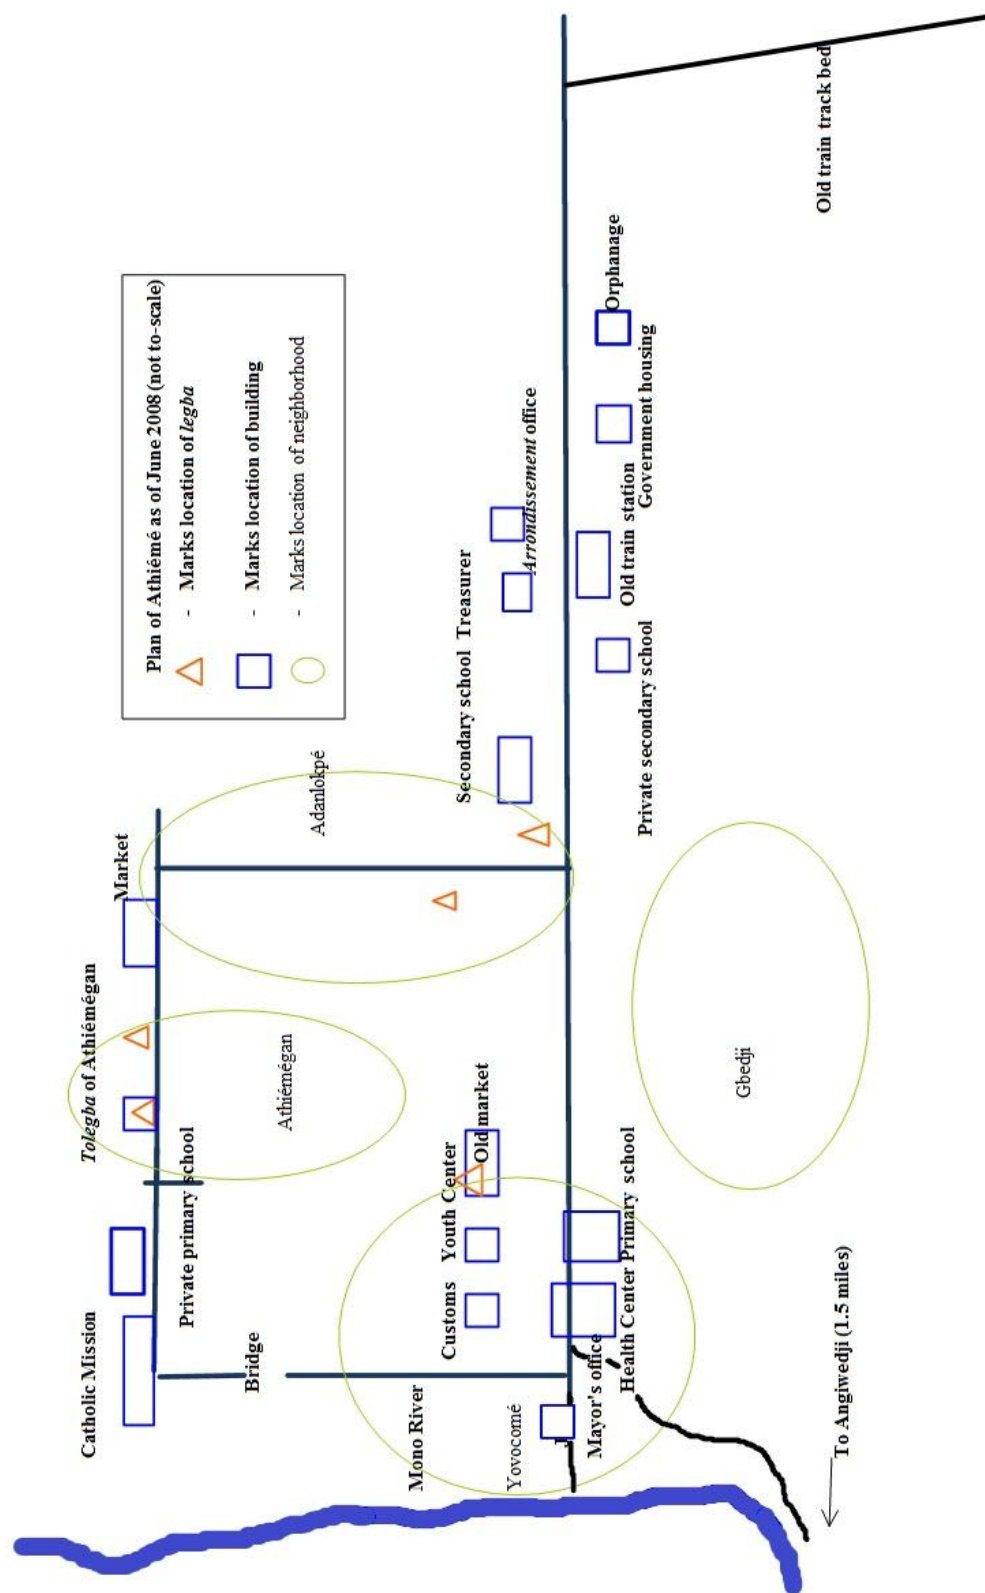 Plan of Athiémé as of June 2008 (not to-scale)
- Marks location of legba
- Marks location of building
- Marks location of neighborhood
Catholic Mission
Tolegba of Athiémégan
Market
Private primary school
Bridge
Athiémégan
Adanlokpé
Mono River
Customs
Youth Center
Old market
Secondary school
Treasurer
Arrondissement office
Yovocomé
Mayor's office
Health Center
Primary school
Private secondary school
Old train station
Government housing
Orphanage
Gbedji
Old train track bed
To Angiwedji (1.5 miles)